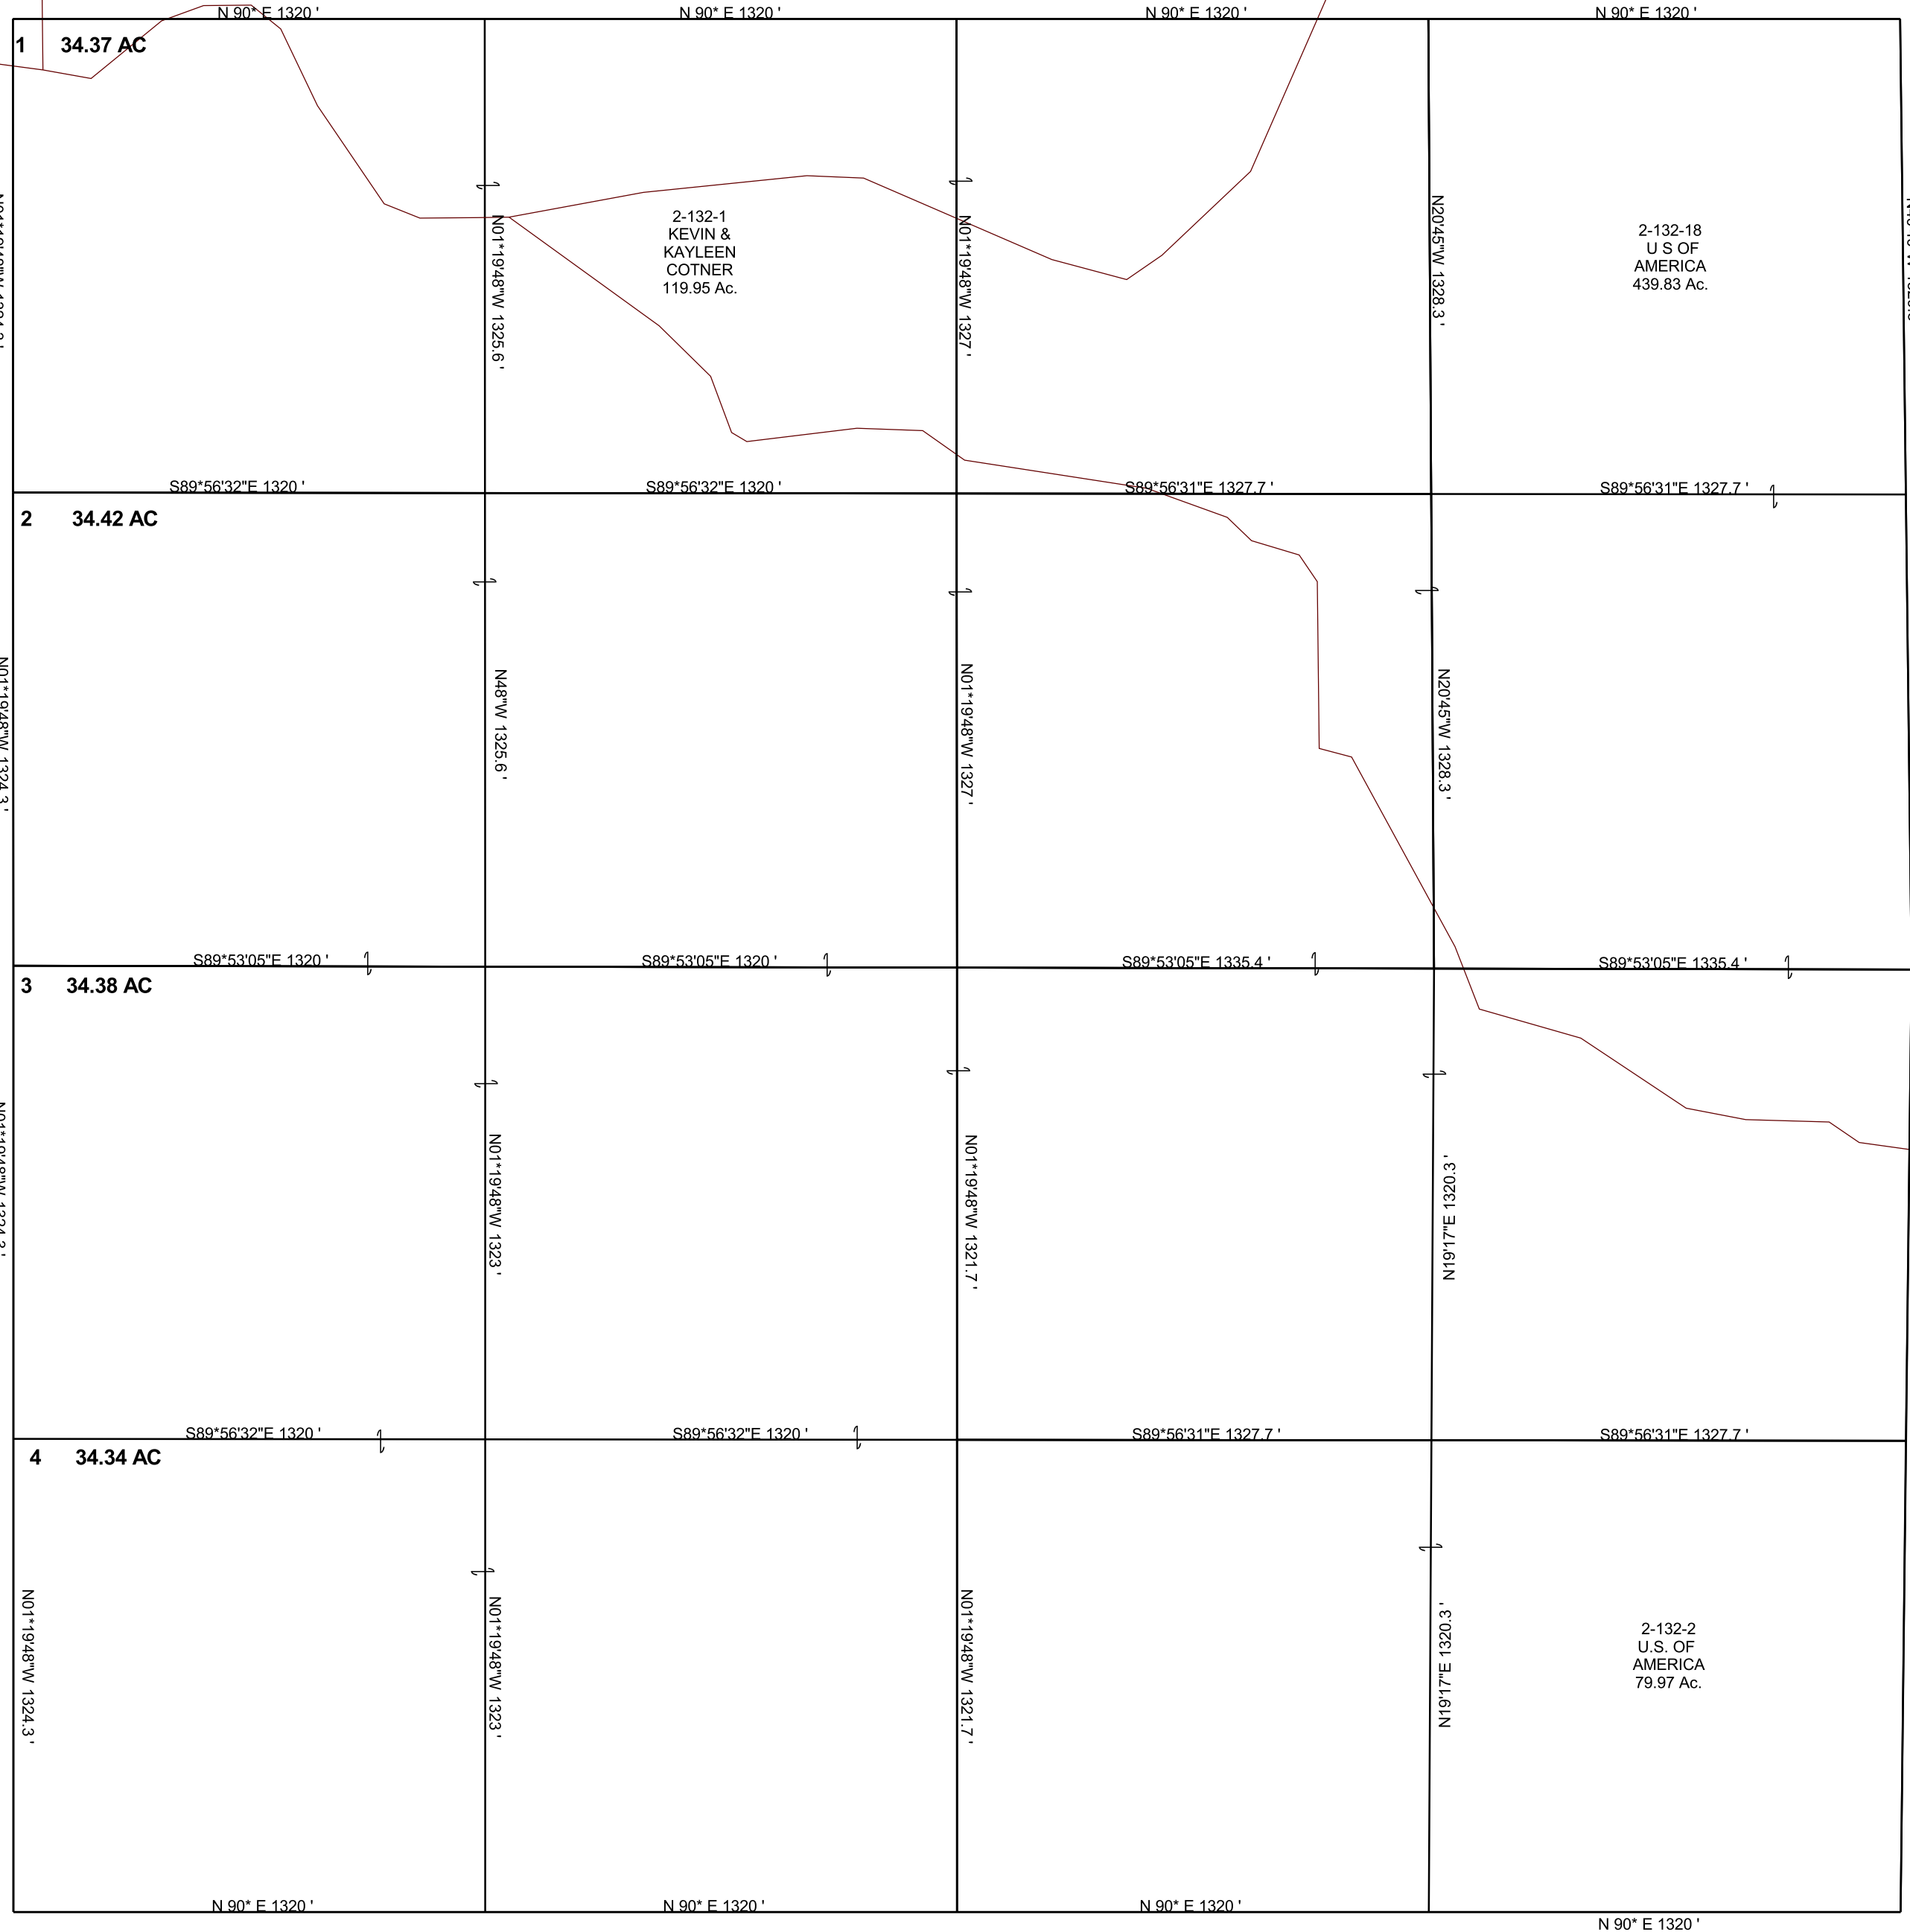 N 90* E 1320 '
N 90* E 1320 '
N 90* E 1320 '
N 90* E 1320 '
1 34.37 AC
N01*19'48"W 1325.6 '
2-132-1
KEVIN &
KAYLEEN
COTNER
119.95 Ac.
N01*19'48"W 1327 '
N20'45"W 1328.3 '
2-132-18
U S OF
AMERICA
439.83 Ac.
S89*56'32"E 1320 '
S89*56'32"E 1320 '
S89*56'31"E 1327.7 '
S89*56'31"E 1327.7 '
2 34.42 AC
N01*19'48"W 1324.3 '
N48"W 1325.6 '
N01*19'48"W 1327 '
N20'45"W 1328.3 '
S89*53'05"E 1320 '
S89*53'05"E 1320 '
S89*53'05"E 1335.4 '
S89*53'05"E 1335.4 '
3 34.38 AC
N01*19'48"W 1323 '
N01*19'48"W 1321.7 '
N19'17"E 1320.3 '
S89*56'32"E 1320 '
S89*56'32"E 1320 '
S89*56'31"E 1327.7 '
S89*56'31"E 1327.7 '
4 34.34 AC
N01*19'48"W 1324.3 '
N01*19'48"W 1323 '
N01*19'48"W 1321.7 '
N19'17"E 1320.3 '
2-132-2
U.S. OF
AMERICA
79.97 Ac.
N 90* E 1320 '
N 90* E 1320 '
N 90* E 1320 '
N 90* E 1320 '